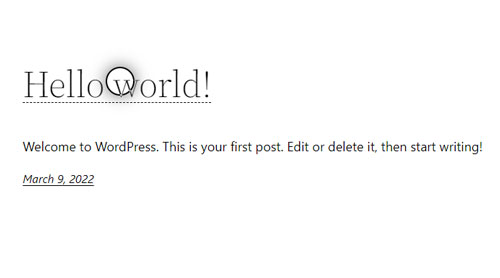 Hello world!
Welcome to WordPress. This is your first post. Edit or delete it, then start writing!
March 9, 2022